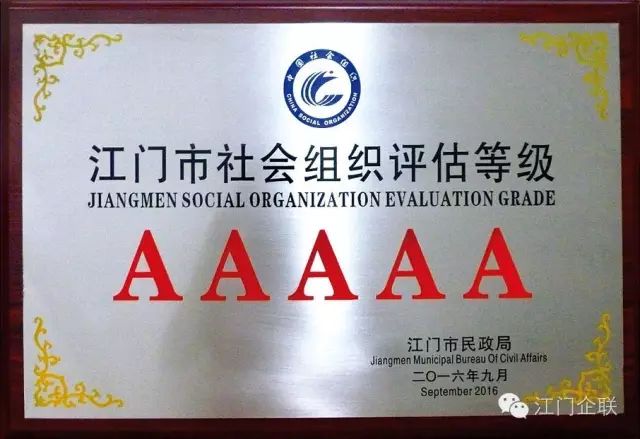 中国社会组织
CHINA SOCIAL ORGANIZATION
江门市社会组织评估等级
JIANGMEN SOCIAL ORGANIZATION EVALUATION GRADE
AAAAA
江门市民政局
Jiangmen Municipal Bureau Of Civil Affairs
二〇一六年九月
September 2016
江门企联